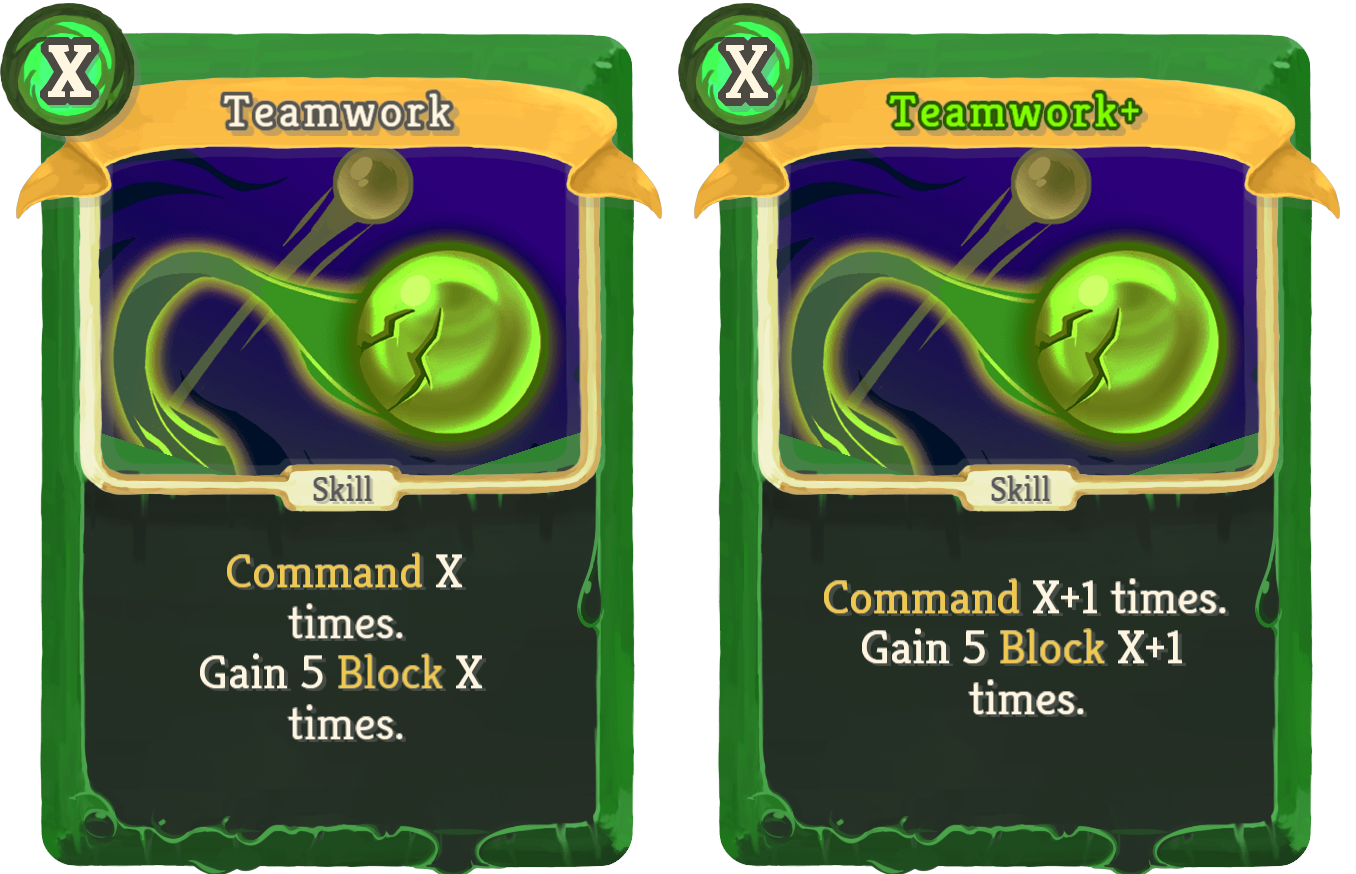 X
Teamwork
Skill
Command X
times.
Gain 5 Block X
times.
X
Teamwork+
Skill
Command X+1 times.
Gain 5 Block X+1
times.